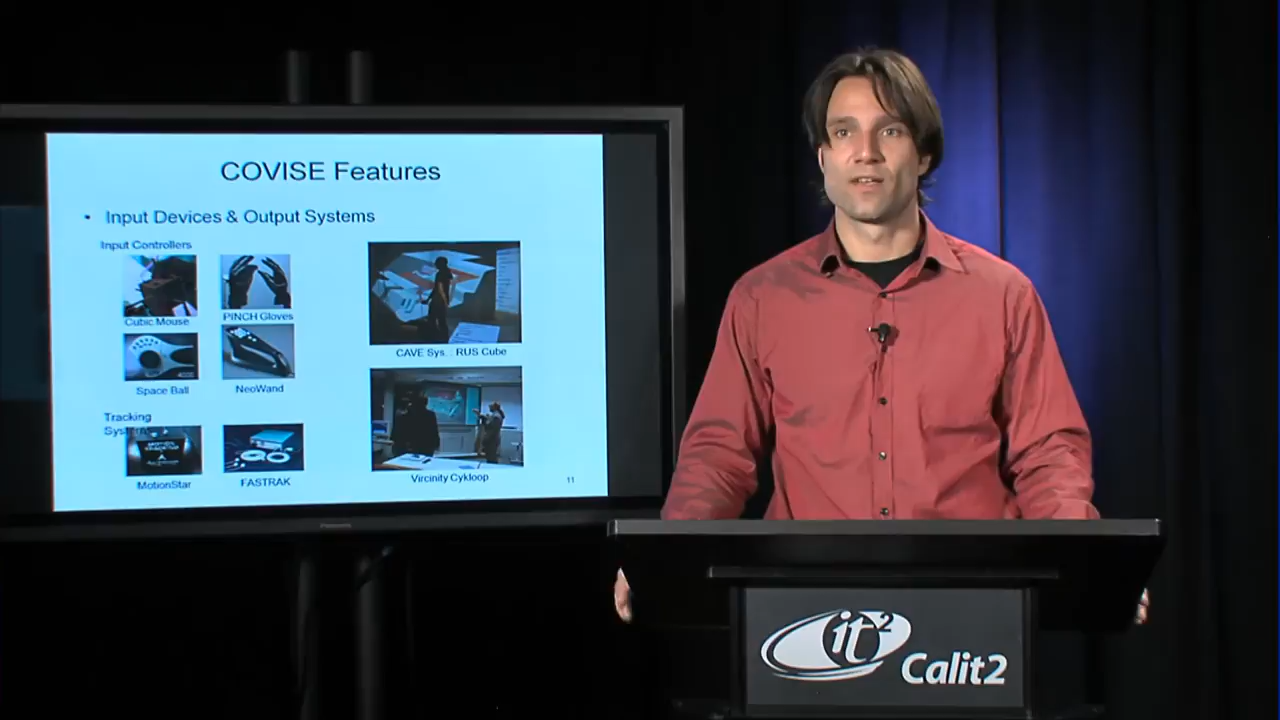 COVISE Features
• Input Devices & Output Systems
Input Controllers
Cubic Mouse
PINCH Gloves
CAVE Sys.: RUS Cube
Space Ball
NeoWand
Tracking
MotionStar
FASTRAK
Vircinity Cykloop
11
Panasonic
it2
Calit2